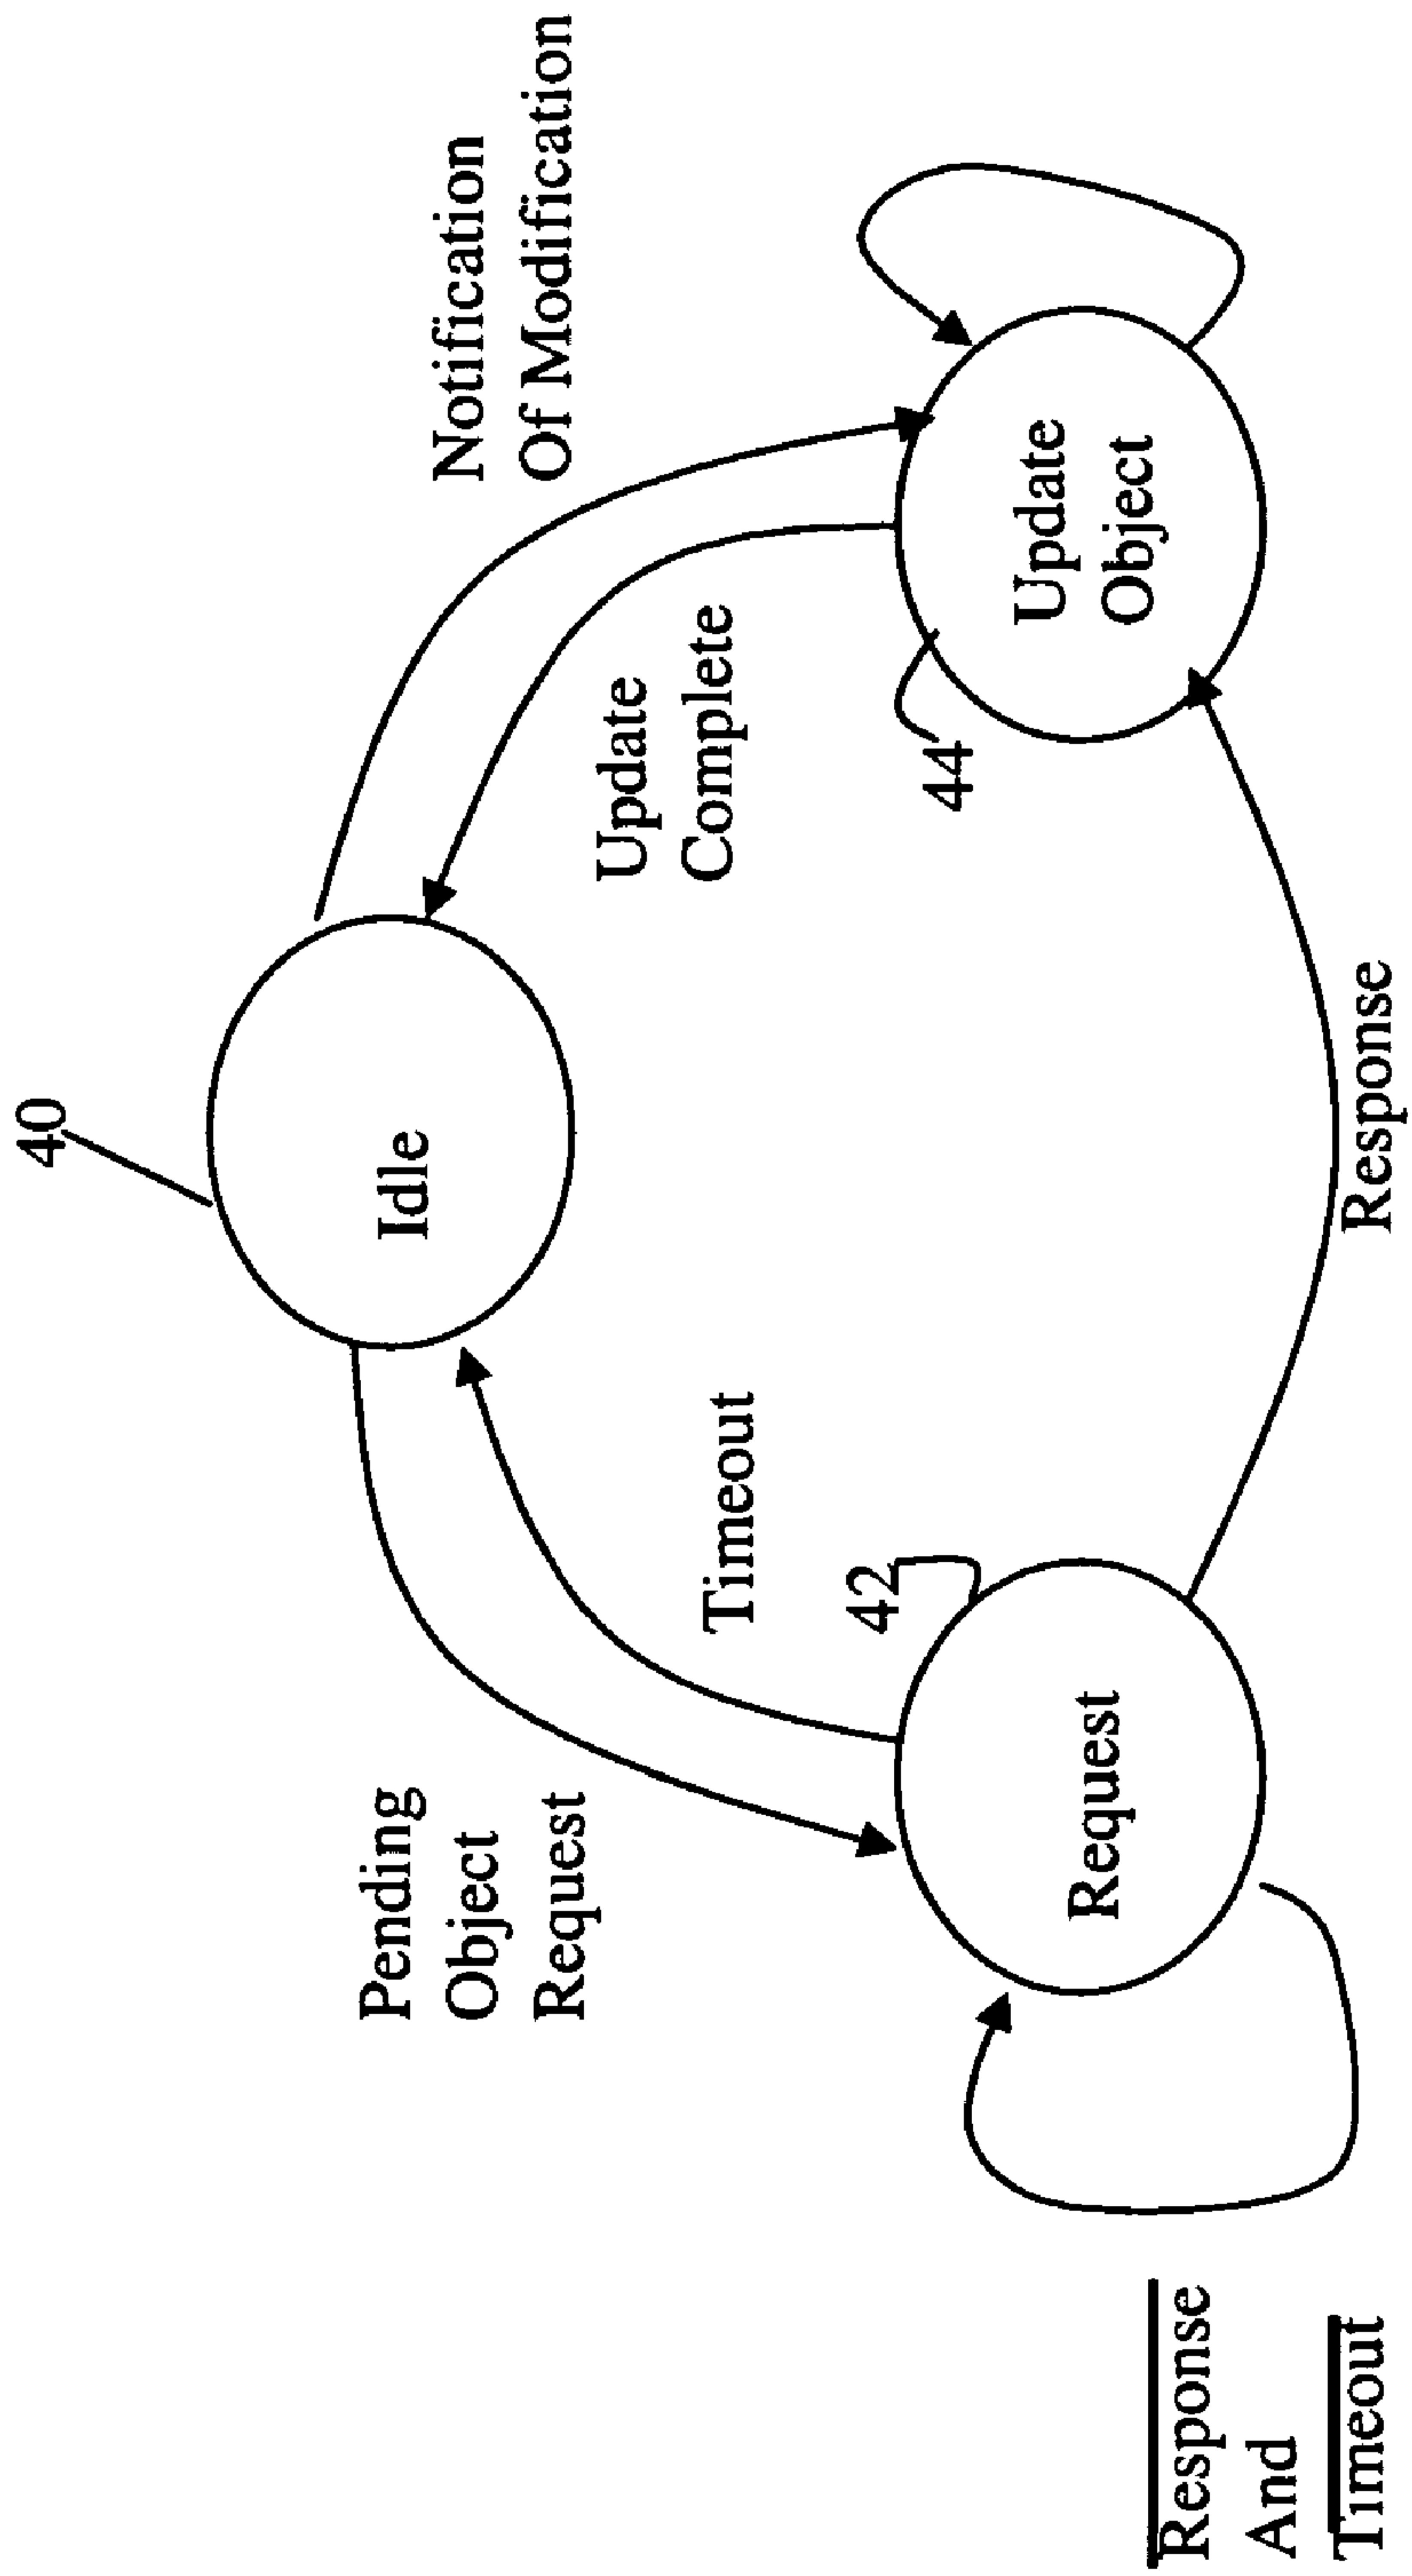 40
Idle
Notification
Of Modification
Pending
Object
Request
Update
Complete
Timeout
42
44
Request
Update
Object
Response
Response
And
Timeout